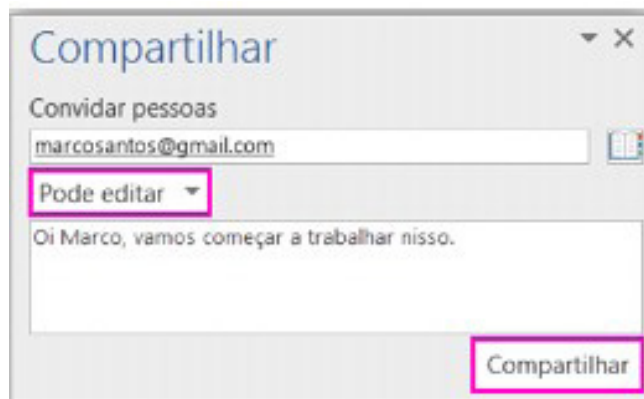 Compartilhar
Convidar pessoas
marcosantos@gmail.com
Pode editar
Oi Marco, vamos começar a trabalhar nisso.
Compartilhar